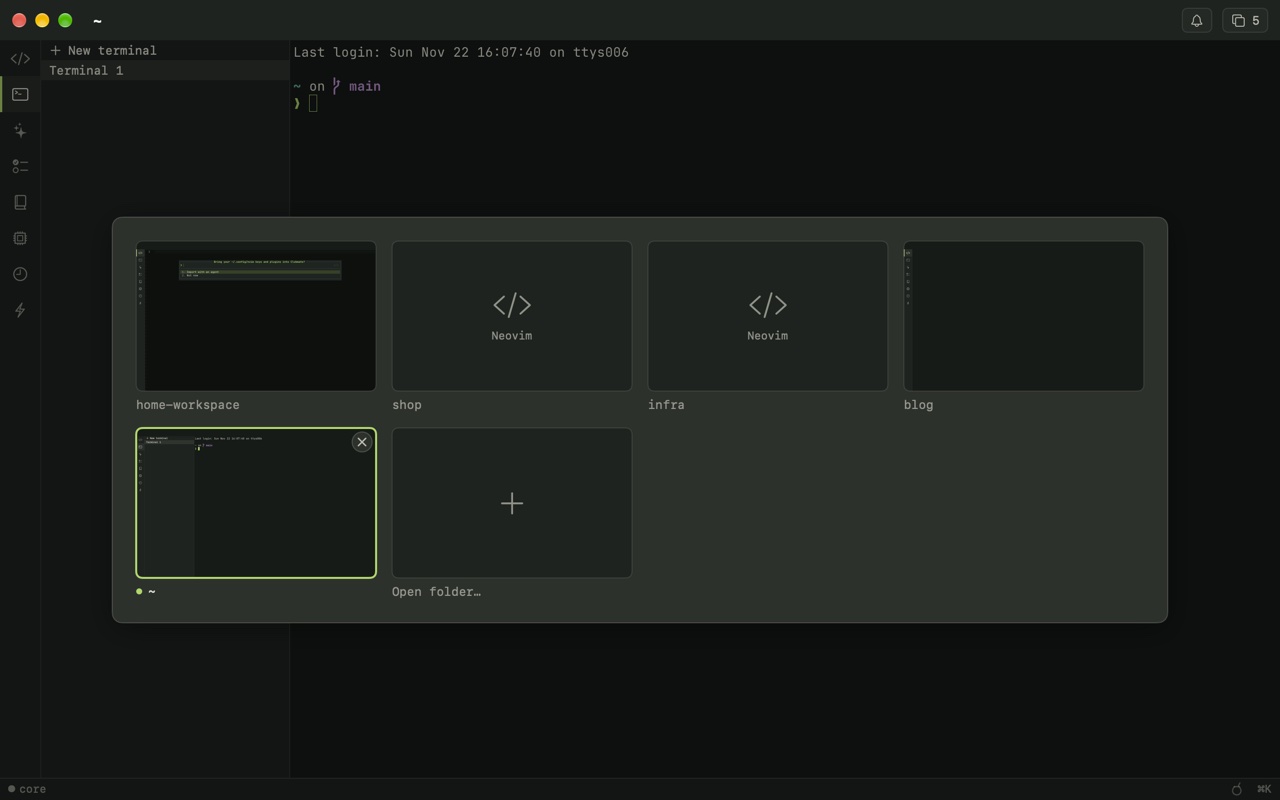 ~
5
+ New terminal
Terminal 1
Last login: Sun Nov 22 16:07:40 on ttys006
~ on main
❯
Neovim
Neovim
home-workspace
shop
infra
blog
~
Open folder…
core
⌘K